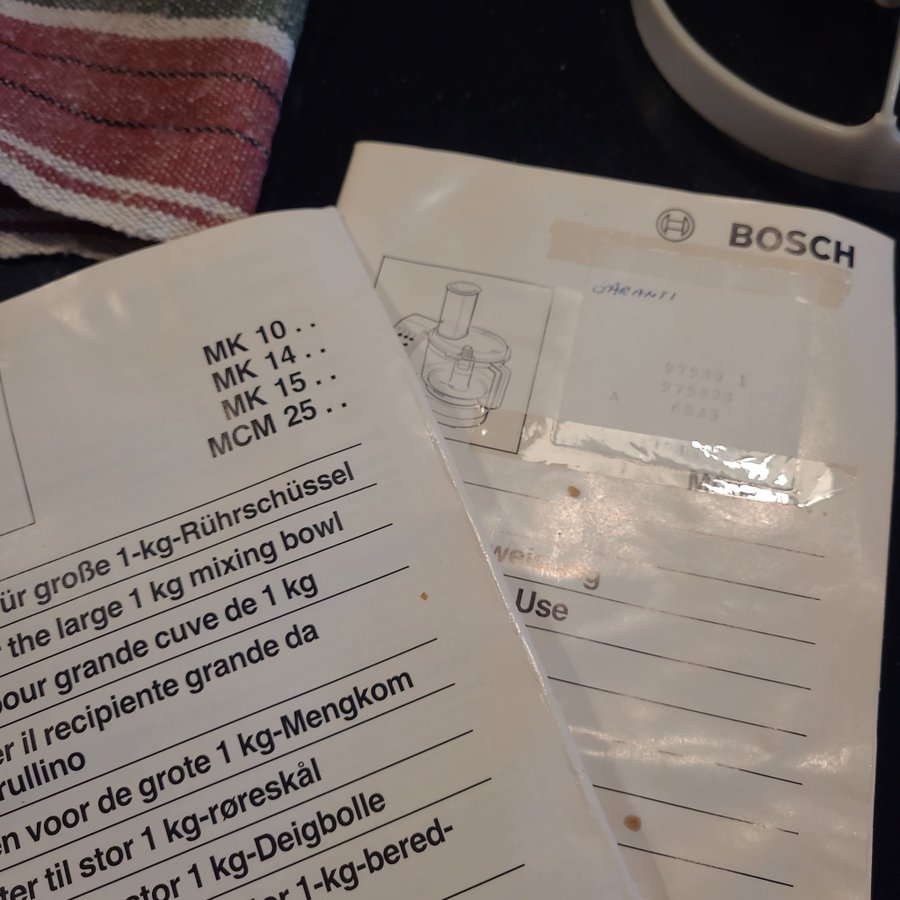 MK 10 . .
MK 14 . .
MK 15 . .
MCM 25 . .
ür große 1-kg-Rührschüssel
the large 1 kg mixing bowl
pour grande cuve de 1 kg
er il recipiente grande da
rullino
en voor de grote 1 kg-Mengkom
ter til stor 1 kg-røreskål
stor 1 kg-Deigbolle
1-kg-bered-
BOSCH
GARANTI
A
Use